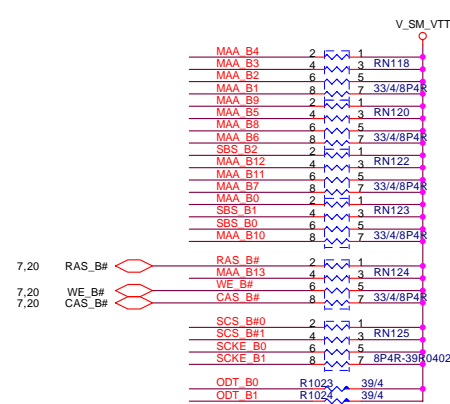 V_SM_VTT
MAA_B4 2 1
MAA_B3 4 3 RN118
MAA_B2 6 5
MAA_B1 8 7 33/4/8P4R
MAA_B9 2 1
MAA_B5 4 3 RN120
MAA_B8 6 5
MAA_B6 8 7 33/4/8P4R
SBS_B2 2 1
MAA_B12 4 3 RN122
MAA_B11 6 5
MAA_B7 8 7 33/4/8P4R
MAA_B0 2 1
SBS_B1 4 3 RN123
SBS_B0 6 5
MAA_B10 8 7 33/4/8P4R
7,20 RAS_B# RAS_B# 2 1
MAA_B13 4 3 RN124
7,20 WE_B# WE_B# 6 5
7,20 CAS_B# CAS_B# 8 7 33/4/8P4R
SCS_B#0 2 1
SCS_B#1 4 3 RN125
SCKE_B0 6 5
SCKE_B1 8 7 8P4R-39R0402
ODT_B0 R1023 39/4
ODT_B1 R1024 39/4